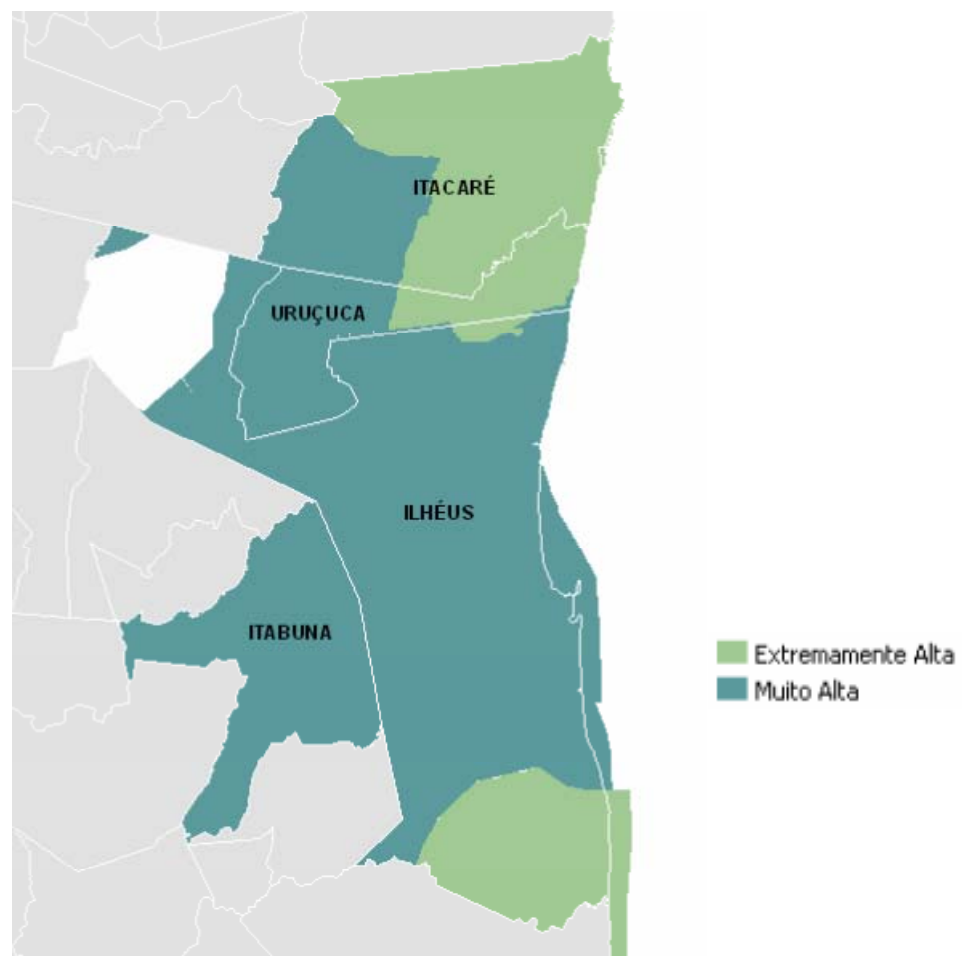 ITACARÉ
URUÇUCA
ILHÉUS
ITABUNA
Extremamente Alta
Muito Alta